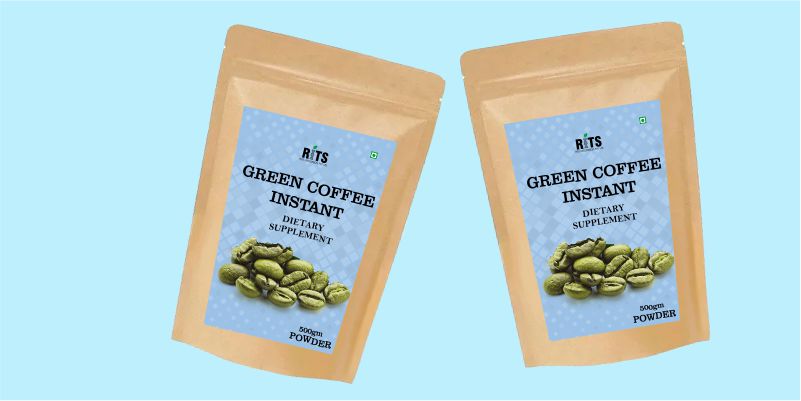 RiTS
GREEN COFFEE
INSTANT
DIETARY
SUPPLEMENT
500gm
POWDER
RiTS
GREEN COFFEE
INSTANT
DIETARY
SUPPLEMENT
500gm
POWDER